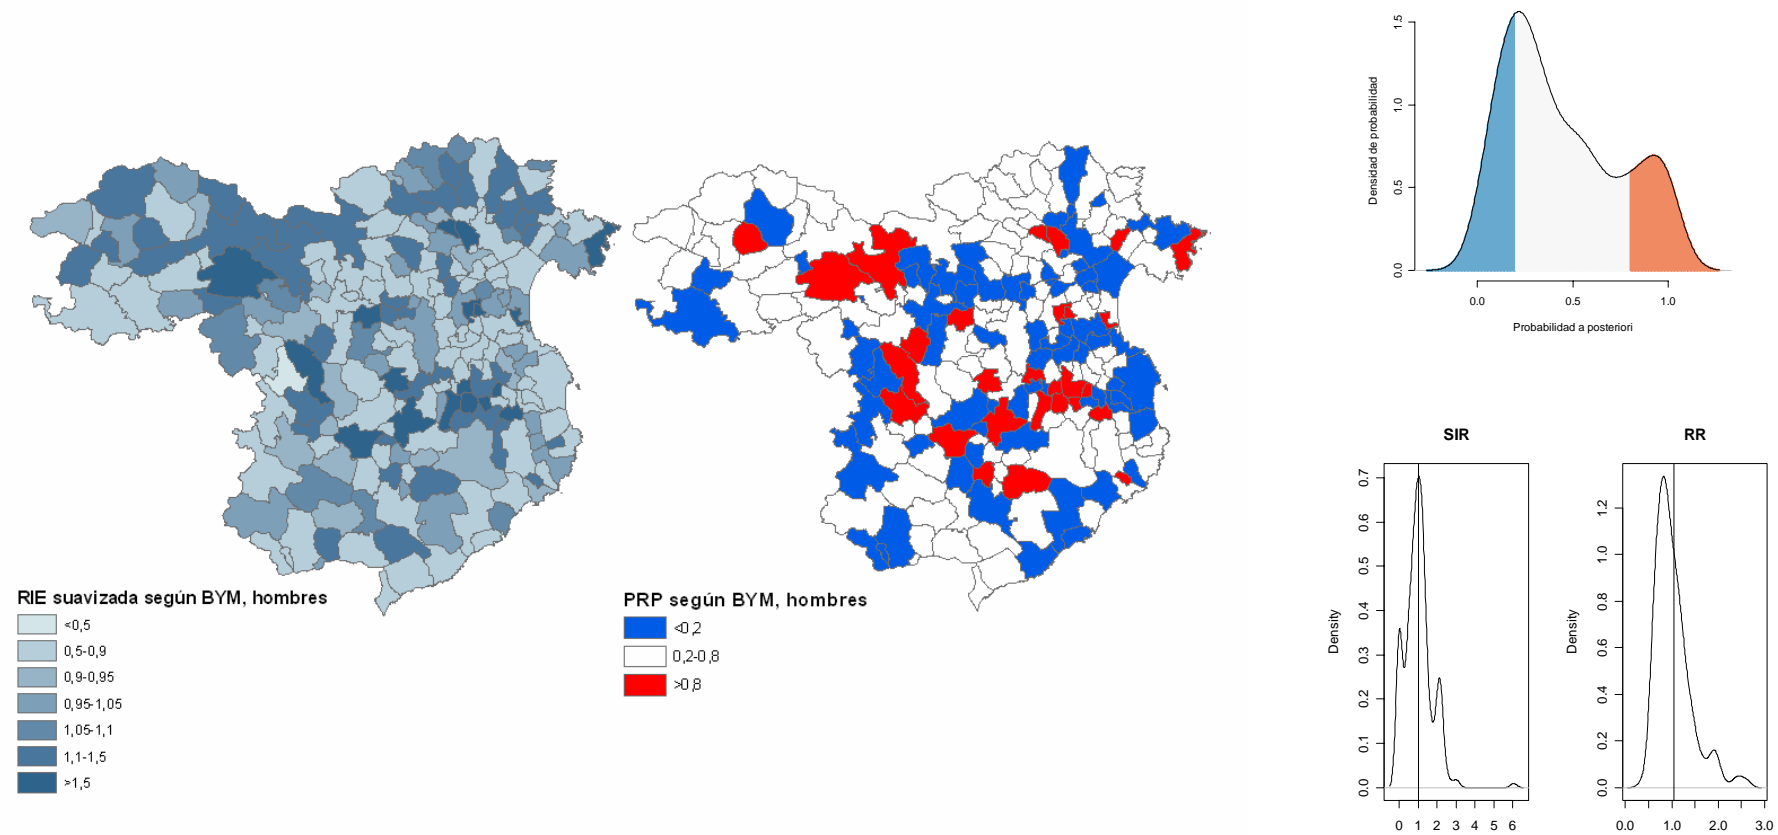 RIE suavizada según BYM, hombres
<0,5
0,5-0,9
0,9-0,95
0,95-1,05
1,05-1,1
1,1-1,5
>1,5
PRP según BYM, hombres
<0,2
0,2-0,8
>0,8
Densidad de probabilidad
1.5
1.0
0.5
0.0
0.0 0.5 1.0
Probabilidad a posteriori
SIR
Density
0.7
0.6
0.5
0.4
0.3
0.2
0.1
0.0
0 1 2 3 4 5 6
RR
Density
1.2
1.0
0.8
0.6
0.4
0.2
0.0
0.0 1.0 2.0 3.0